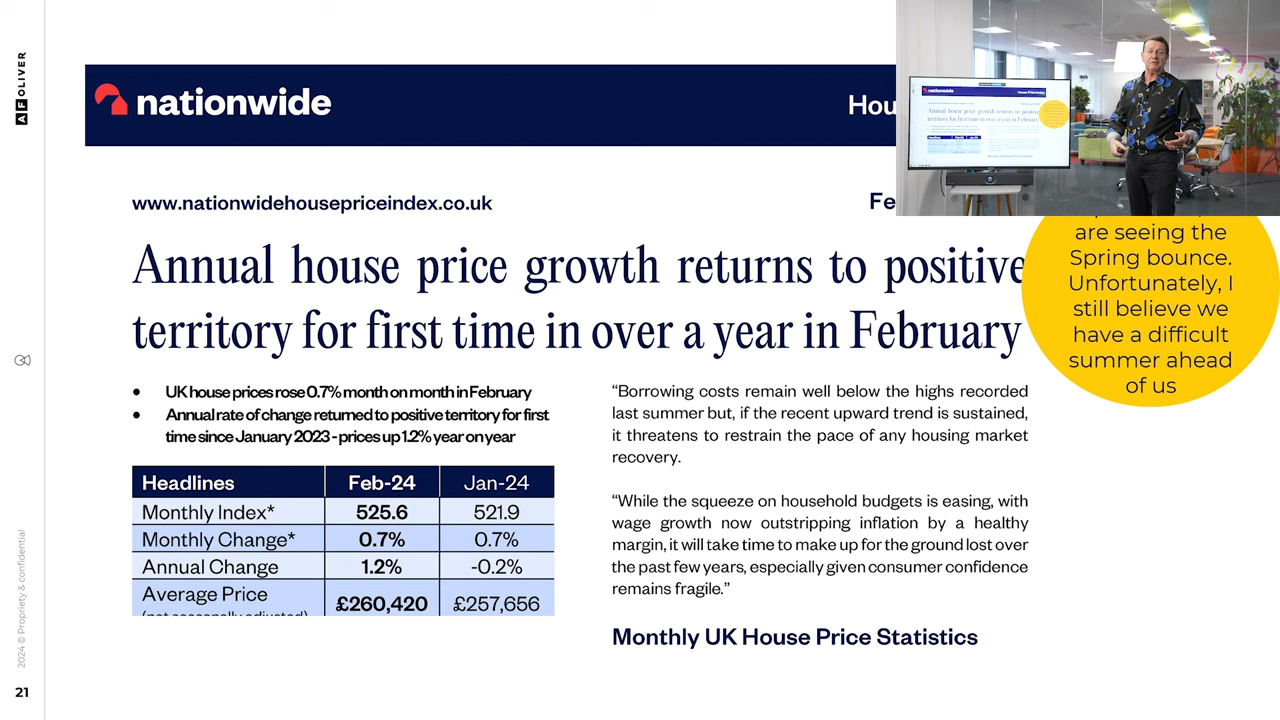 AF OLIVER
nationwide
www.nationwidehousepriceindex.co.uk
Annual house price growth returns to positive
territory for first time in over a year in February
are seeing the
Spring bounce.
Unfortunately, I
still believe we
have a difficult
summer ahead
of us
• UK house prices rose 0.7% month on month in February
• Annual rate of change returned to positive territory for first
time since January 2023 - prices up 1.2% year on year
Headlines Feb-24 Jan-24
Monthly Index* 525.6 521.9
Monthly Change* 0.7% 0.7%
Annual Change 1.2% -0.2%
Average Price £260,420 £257,656
“Borrowing costs remain well below the highs recorded
last summer but, if the recent upward trend is sustained,
it threatens to restrain the pace of any housing market
recovery.
“While the squeeze on household budgets is easing, with
wage growth now outstripping inflation by a healthy
margin, it will take time to make up for the ground lost over
the past few years, especially given consumer confidence
remains fragile.”
Monthly UK House Price Statistics
2024 © Propriety & confidential
21